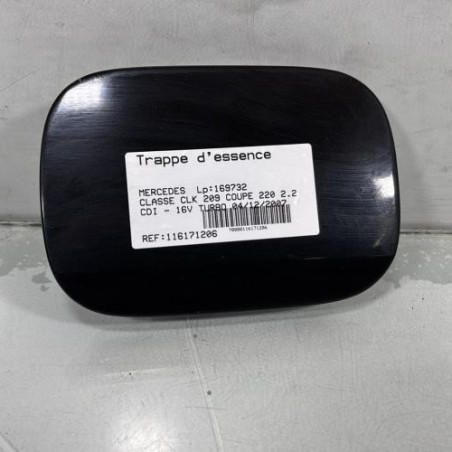 Trappe d'essence
MERCEDES Lp:169732
CLASSE CLK 209 COUPE 220 2.2
CDI - 16V TURBO 04/12/2007
REF:116171206